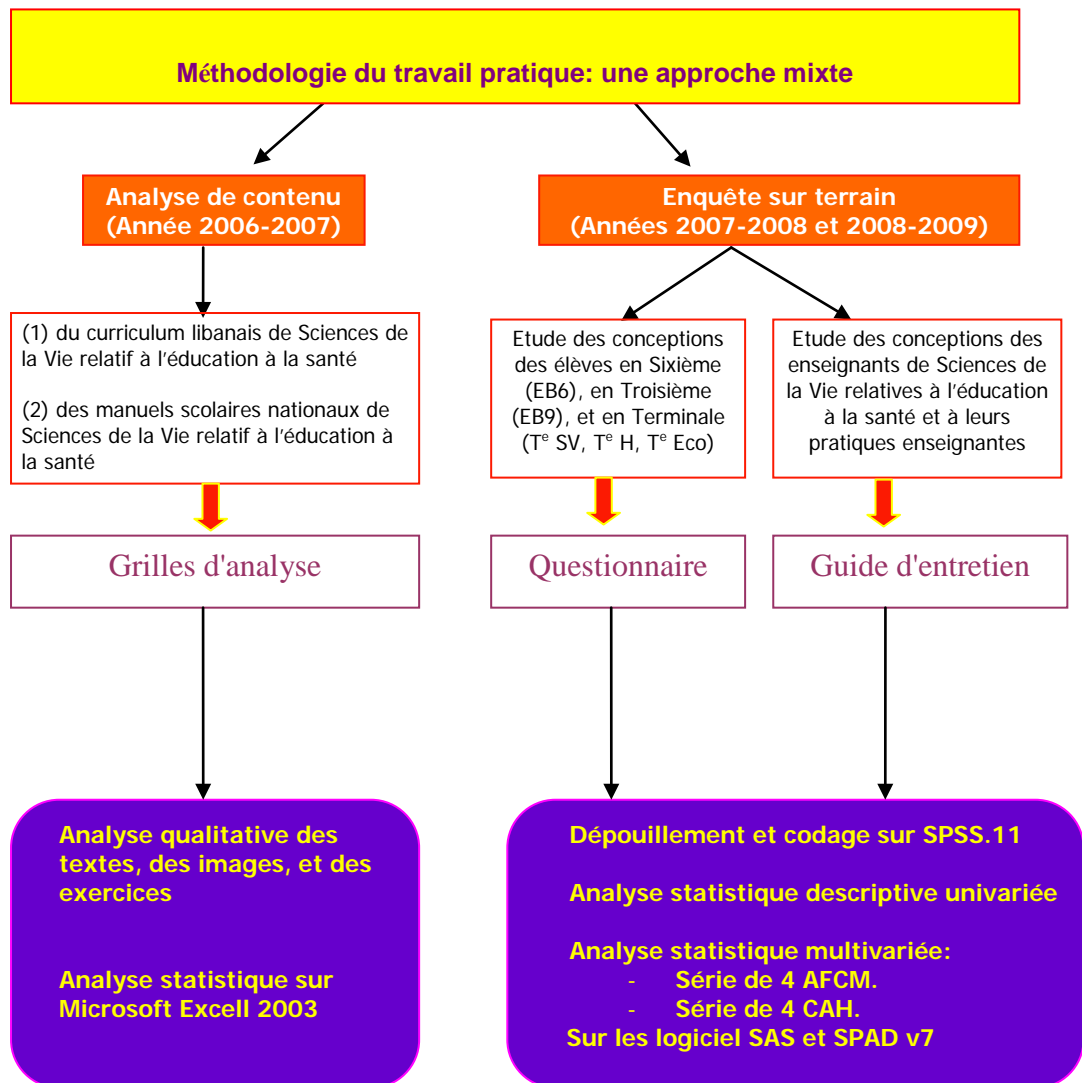 Méthodologie du travail pratique: une approche mixte
Analyse de contenu
(Année 2006-2007)
Enquête sur terrain
(Années 2007-2008 et 2008-2009)
(1) du curriculum libanais de Sciences de
la Vie relatif à l'éducation à la santé
(2) des manuels scolaires nationaux de
Sciences de la Vie relatif à l'éducation à
la santé
Etude des conceptions
des élèves en Sixième
(EB6), en Troisième
(EB9), et en Terminale
(Te SV, Te H, Te Eco)
Etude des conceptions des
enseignants de Sciences de
la Vie relatives à l'éducation
à la santé et à leurs
pratiques enseignantes
Grilles d'analyse
Questionnaire
Guide d'entretien
Analyse qualitative des
textes, des images, et des
exercices
Analyse statistique sur
Microsoft Excell 2003
Dépouillement et codage sur SPSS.11
Analyse statistique descriptive univariée
Analyse statistique multivariée:
- Série de 4 AFCM.
- Série de 4 CAH.
Sur les logiciel SAS et SPAD v7